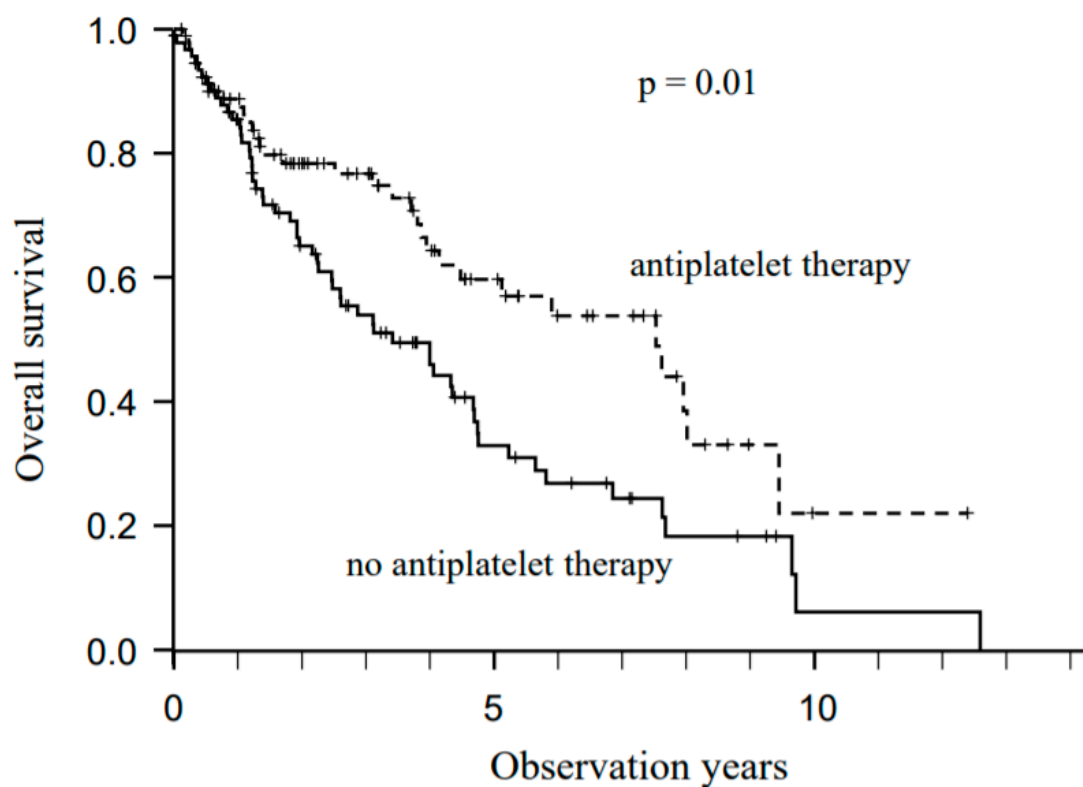 1.0
p = 0.01
0.8
Overall survival
antiplatelet therapy
0.6
0.4
0.2
no antiplatelet therapy
0.0
0 5 10
Observation years